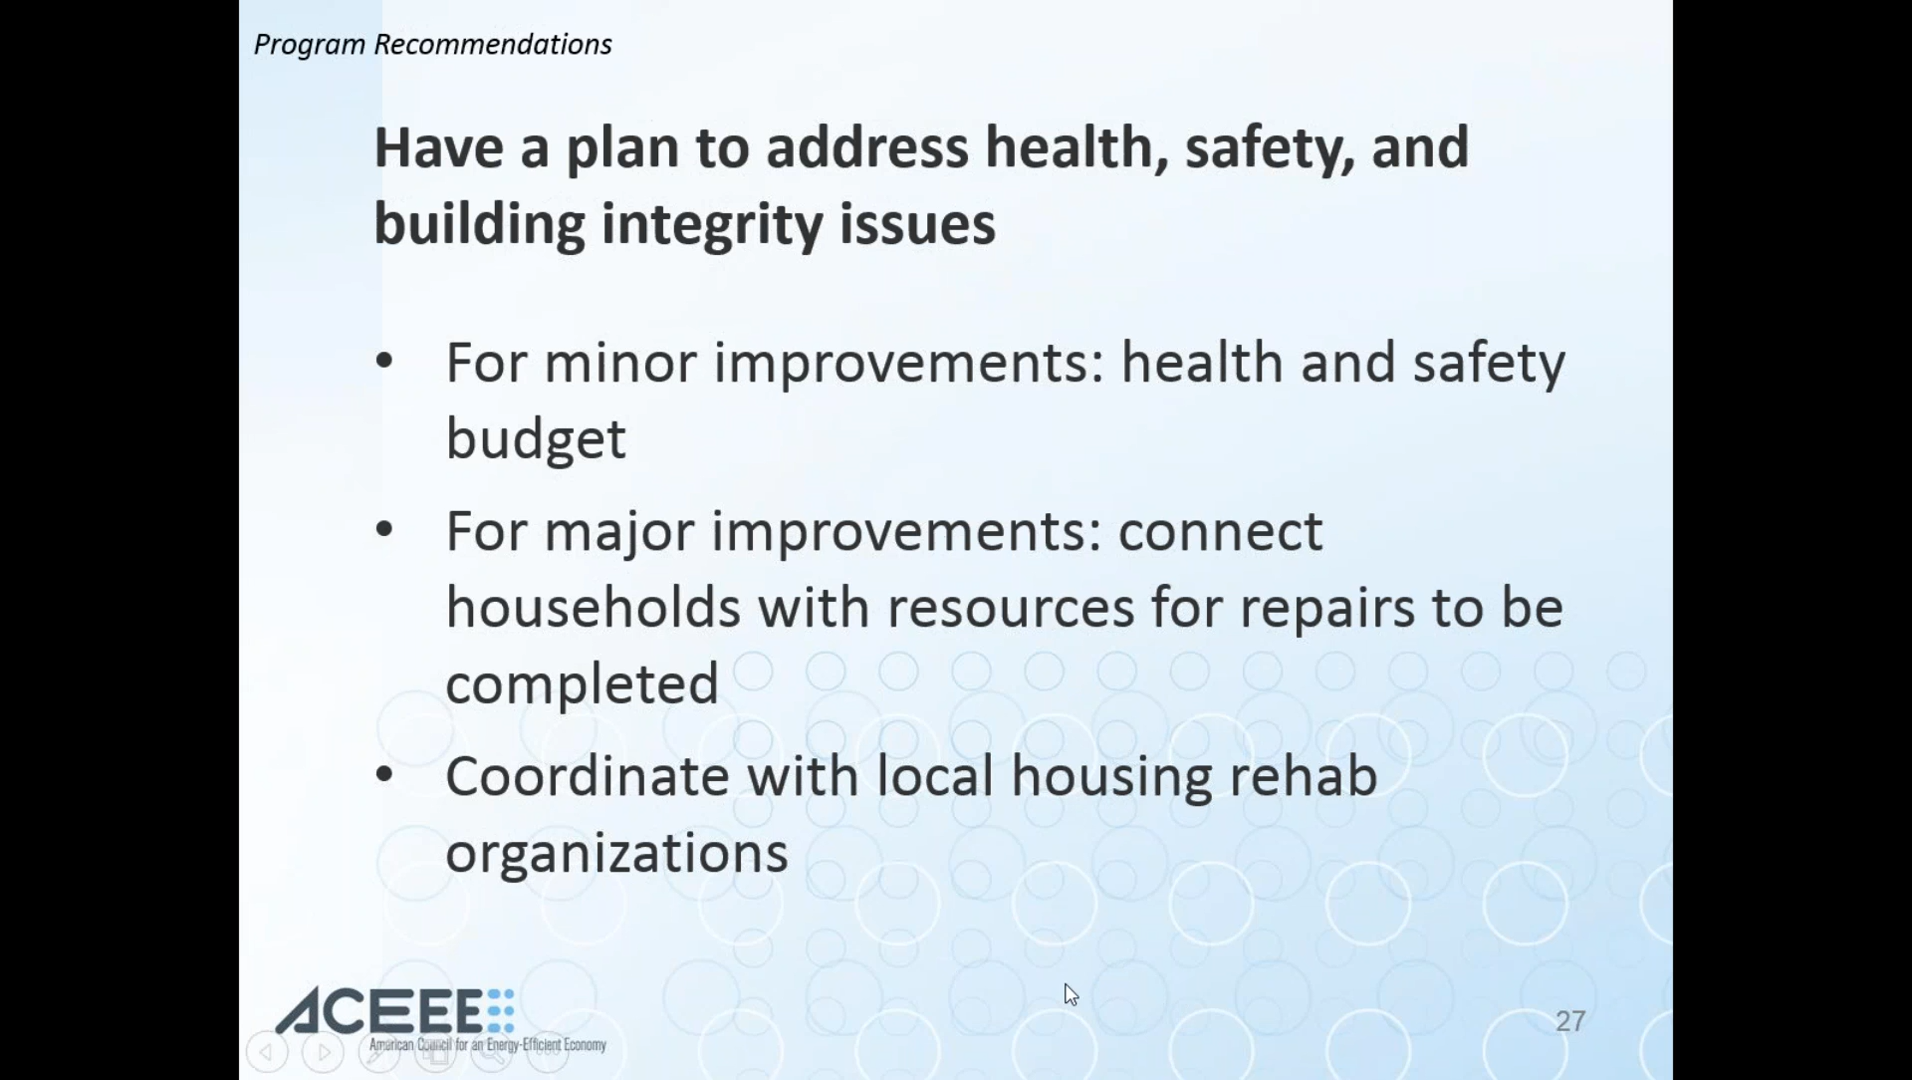 Program Recommendations
Have a plan to address health, safety, and
building integrity issues
• For minor improvements: health and safety
budget
• For major improvements: connect
households with resources for repairs to be
completed
• Coordinate with local housing rehab
organizations
ACEEE
American Council for an Energy-Efficient Economy
27